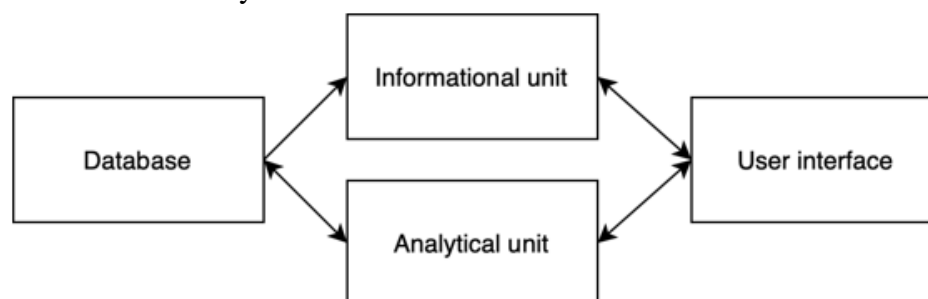 Informational unit
Database
User interface
Analytical unit